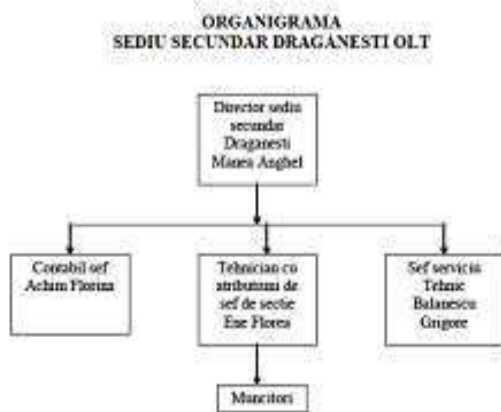 ORGANIGRAMA
SEDIU SECUNDAR DRAGANESTI OLT
Director sediu
secundar
Draganesti
Manea Anghel
Contabil sef
Achim Florina
Tehnician cu
atributiuni de
sef de sectie
Ene Florea
Sef serviciu
Tehnic
Balanescu
Grigore
Muncitori